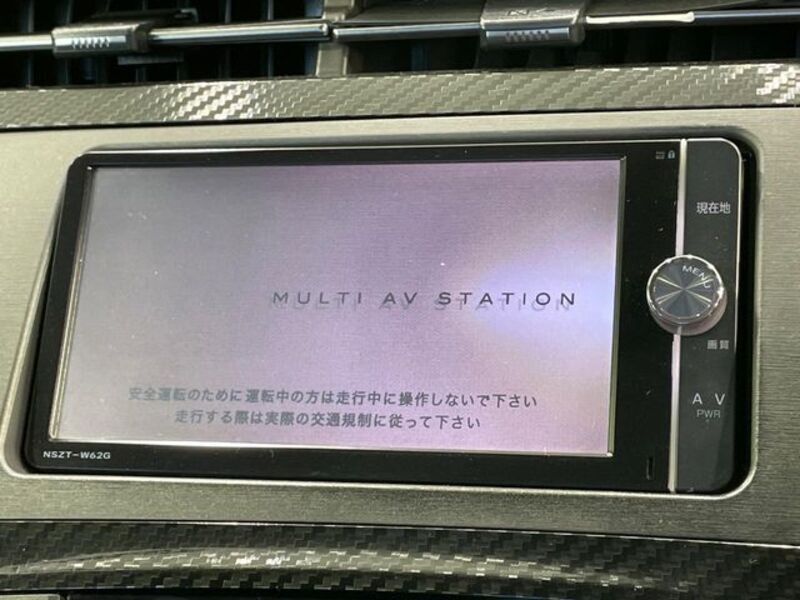 現在地
MENU
MULTI AV STATION
画質
安全運転のために運転中の方は走行中に操作しないで下さい
走行する際は実際の交通規制に従って下さい
A V
PWR
NSZT-W62G